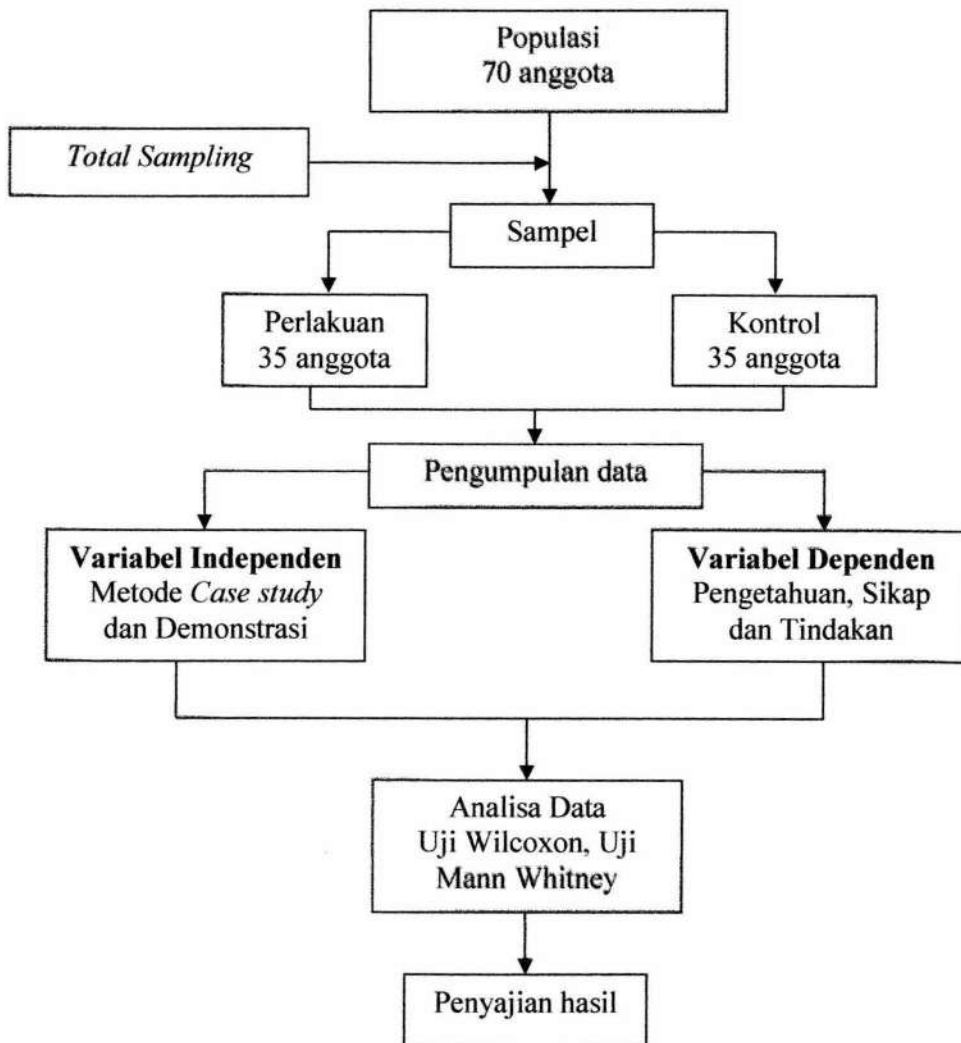 Populasi
70 anggota
Total Sampling
Sampel
Perlakuan
35 anggota
Kontrol
35 anggota
Pengumpulan data
Variabel Independen
Metode Case study
dan Demonstrasi
Variabel Dependen
Pengetahuan, Sikap
dan Tindakan
Analisa Data
Uji Wilcoxon, Uji
Mann Whitney
Penyajian hasil